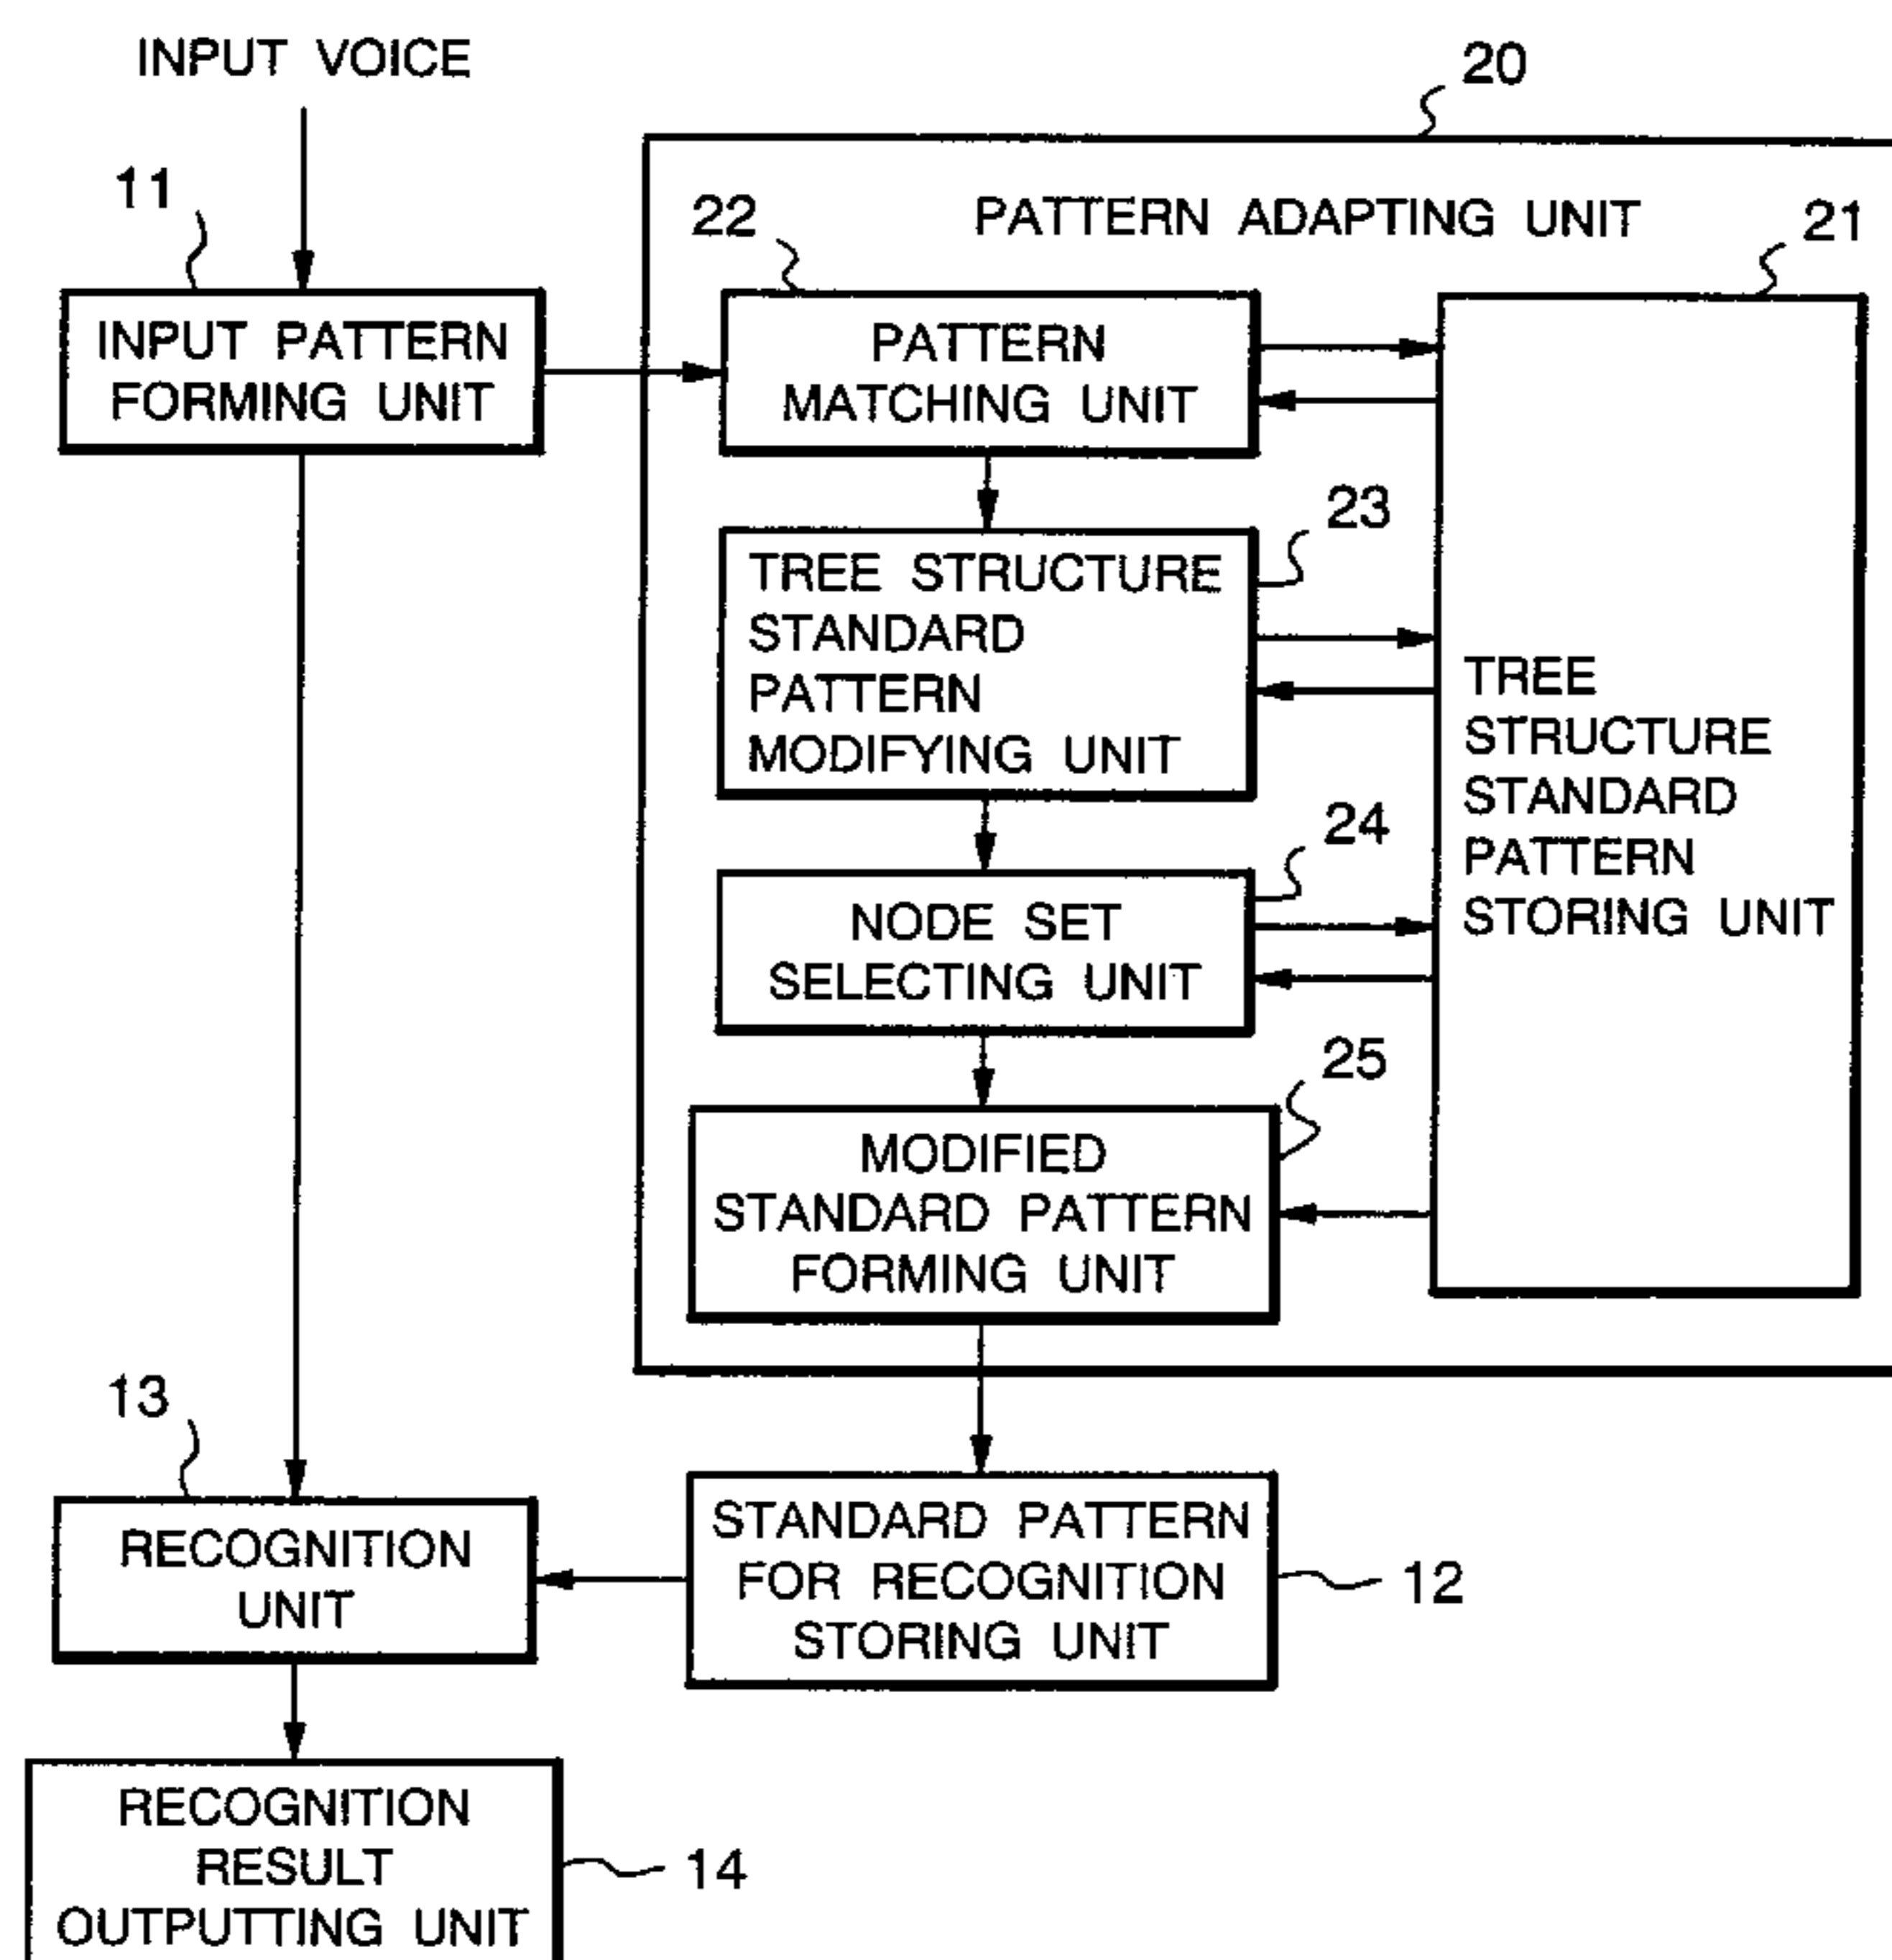 INPUT VOICE
20
11
22
PATTERN ADAPTING UNIT
21
INPUT PATTERN
FORMING UNIT
PATTERN
MATCHING UNIT
23
TREE STRUCTURE
STANDARD
PATTERN
MODIFYING UNIT
TREE
STRUCTURE
STANDARD
PATTERN
STORING UNIT
24
NODE SET
SELECTING UNIT
25
MODIFIED
STANDARD PATTERN
FORMING UNIT
13
RECOGNITION
UNIT
STANDARD PATTERN
FOR RECOGNITION
STORING UNIT
12
RECOGNITION
RESULT
OUTPUTTING UNIT
14